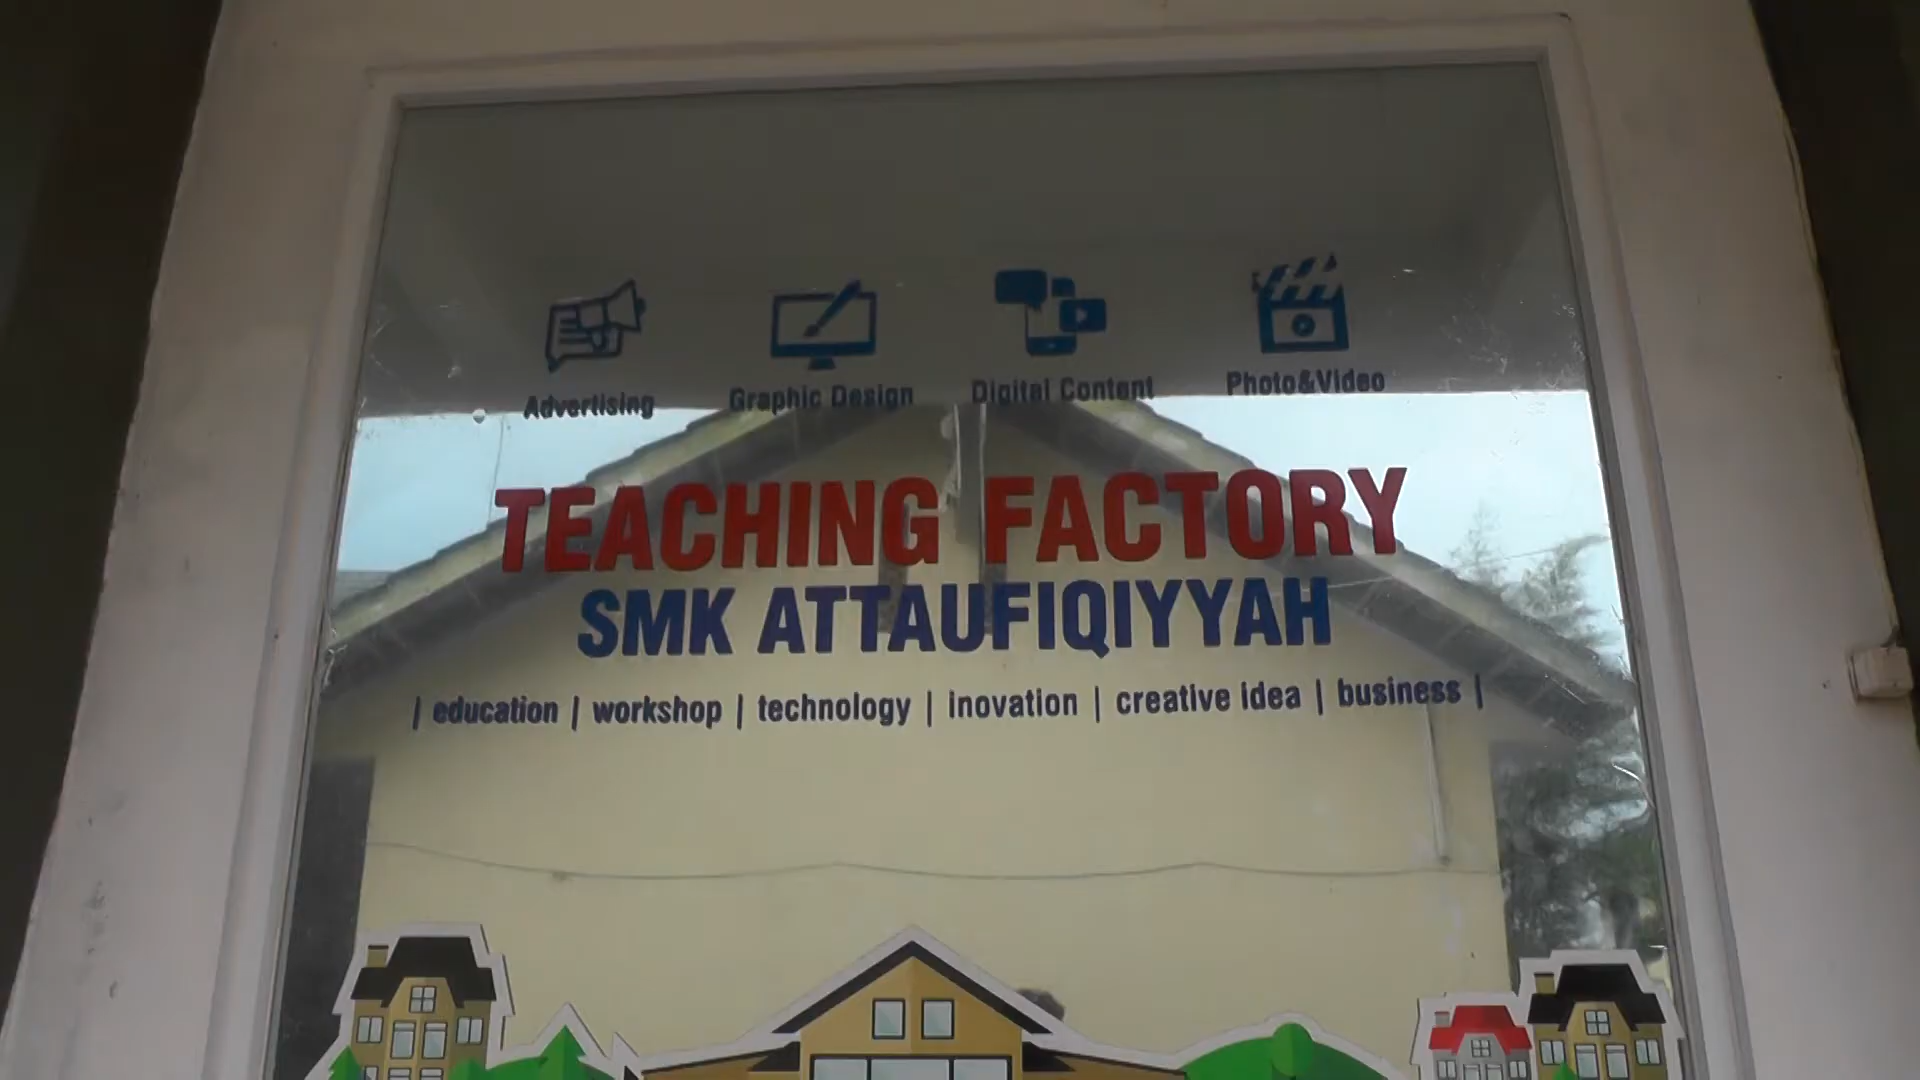 Advertising
Graphic Design
Digital Content
Photo&Video
TEACHING FACTORY
SMK ATTAUFIQIYYAH
| education | workshop | technology | inovation | creative idea | business |